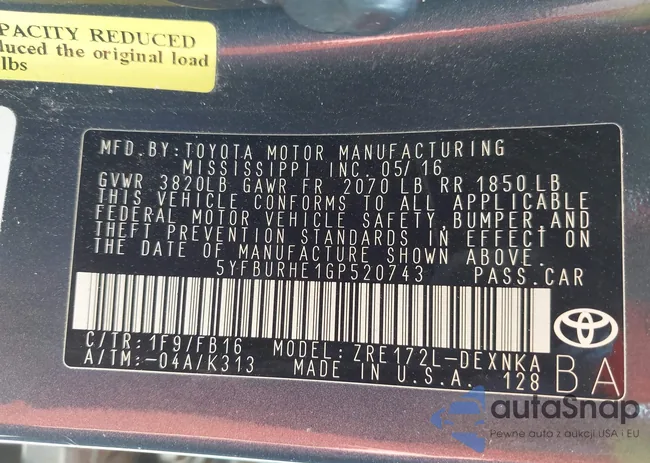 PACITY REDUCED
duced the original load
lbs
MFD.BY:TOYOTA MOTOR MANUFACTURING
MISSISSIPPI INC. 05/16
GVWR 3820LB GAWR FR 2070 LB RR 1850 LB
THIS VEHICLE CONFORMS TO ALL APPLICABLE
FEDERAL MOTOR VEHICLE SAFETY,BUMPER,AND
THEFT PREVENTION STANDARDS IN EFFECT ON
THE DATE OF MANUFACTURE SHOWN ABOVE.
5YFBURHE1GP520743 PASS.CAR
C/TR:1F9/FB16 MODEL: ZRE172L-DEXNKA
A/TM:-04A/K313 MADE IN U.S.A. 128 BA
autaSnap
Pewne auta z aukcji USA i EU